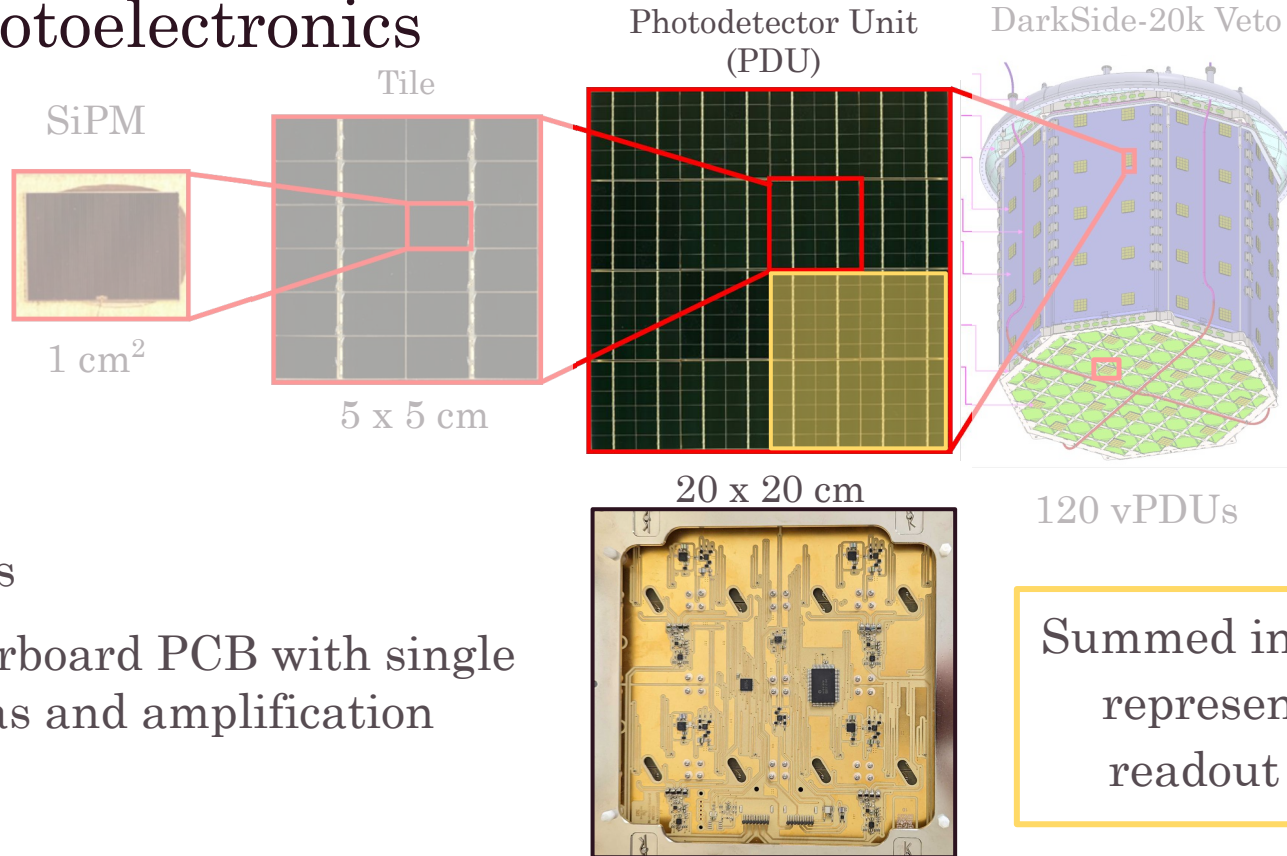 otoelectronics
Photodetector Unit
(PDU)
DarkSide-20k Veto
Tile
SiPM
1 cm²
5 x 5 cm
20 x 20 cm
120 vPDUs
s
rboard PCB with single
as and amplification
Summed in
represen
readout